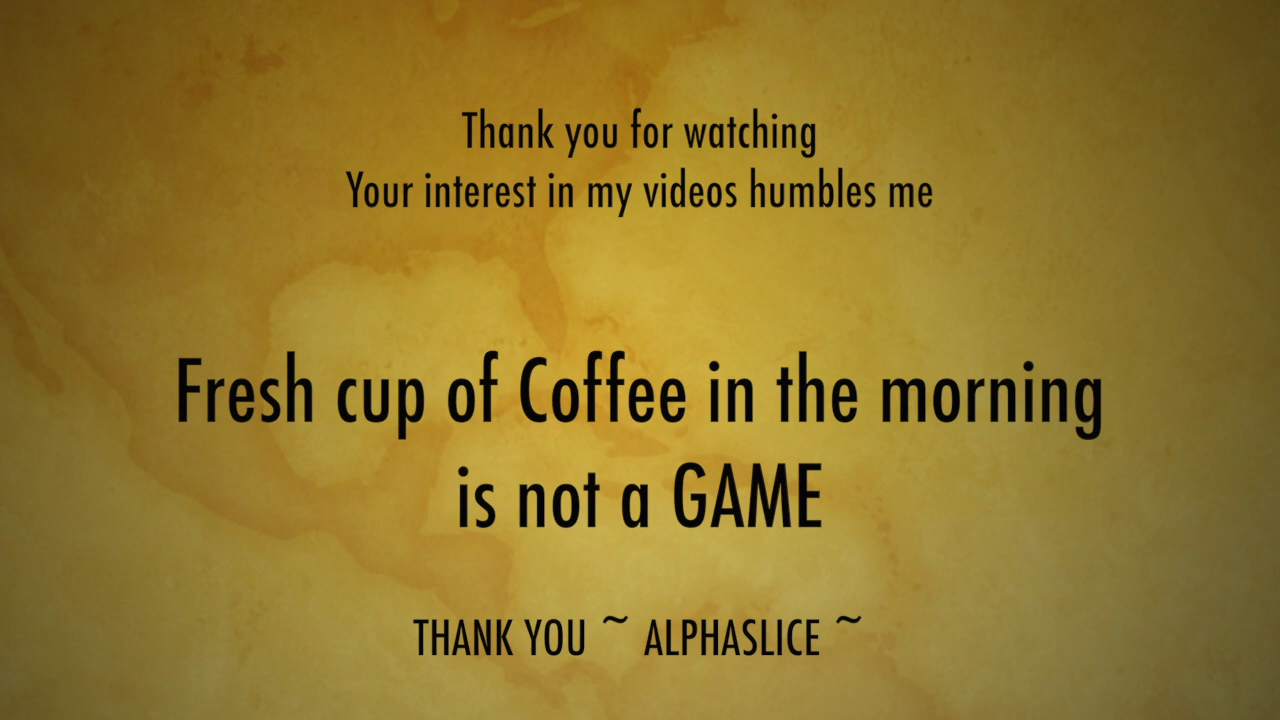 Thank you for watching
Your interest in my videos humbles me
Fresh cup of Coffee in the morning
is not a GAME
THANK YOU ~ ALPHASLICE ~